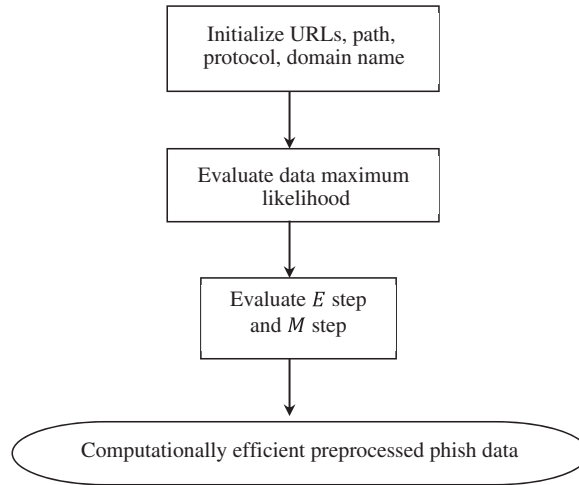 Initialize URLs, path,
protocol, domain name
Evaluate data maximum
likelihood
Evaluate E step
and M step
Computationally efficient preprocessed phish data